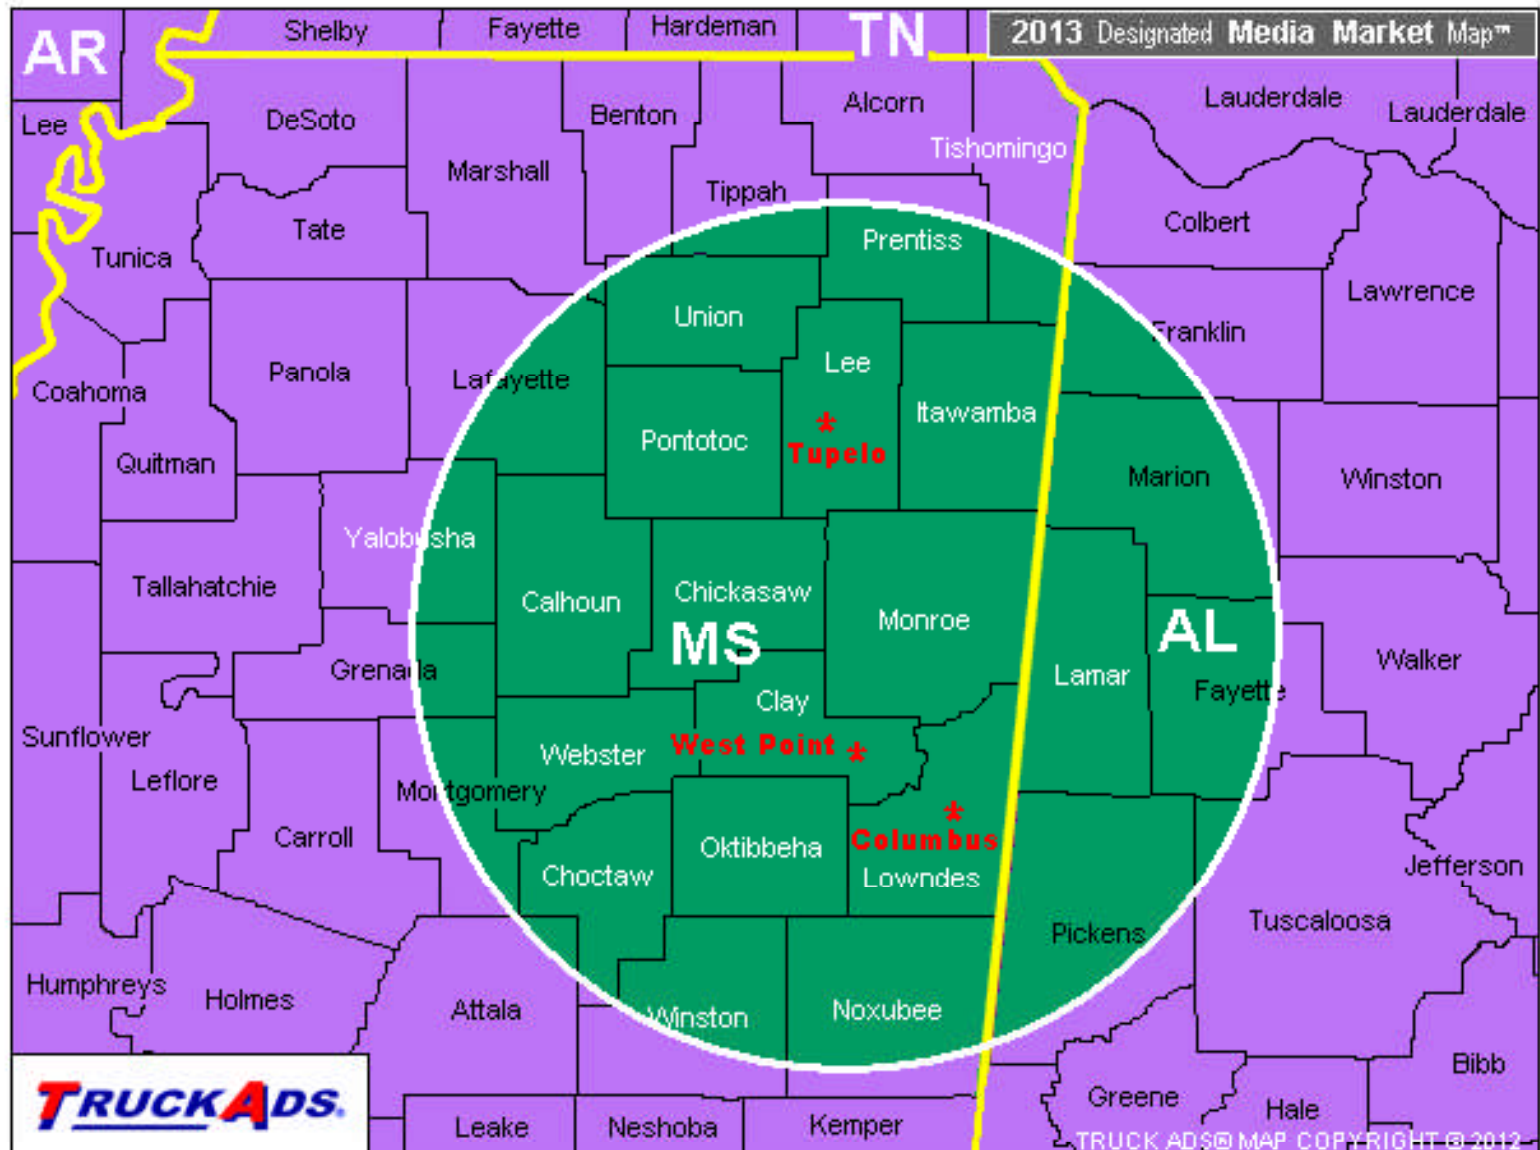 AR
Shelby
Fayette
Hardeman
TN
2013 Designated Media Market Map™
Lee
DeSoto
Benton
Alcorn
Lauderdale
Lauderdale
Marshall
Tishomingo
Tippah
Tate
Colbert
Prentiss
Tunica
Lawrence
Union
Franklin
Lee
Panola
Lafayette
Coahoma
Itawamba
Pontotoc
*
Tupelo
Quitman
Marion
Winston
Yalobusha
Tallahatchie
Calhoun
Chickasaw
Monroe
MS
AL
Walker
Grenada
Lamar
Fayette
Clay
Sunflower
Webster
West Point *
Leflore
Montgomery
*
Columbus
Carroll
Oktibbeha
Choctaw
Lowndes
Jefferson
Tuscaloosa
Pickens
Humphreys
Holmes
Attala
Winston
Noxubee
Bibb
TRUCKADS.
Greene
Hale
Leake
Neshoba
Kemper
TRUCK ADS® MAP COPYRIGHT © 2012